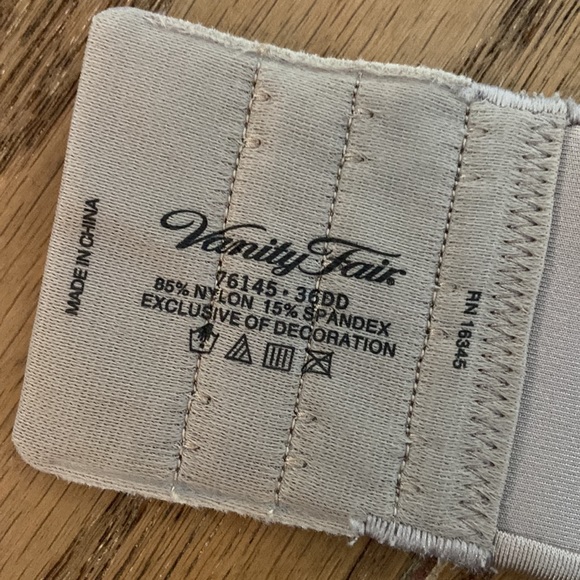 MADE IN CHINA
Vanity Fair
76145 • 36DD
85% NYLON 15% SPANDEX
EXCLUSIVE OF DECORATION
RN 16345